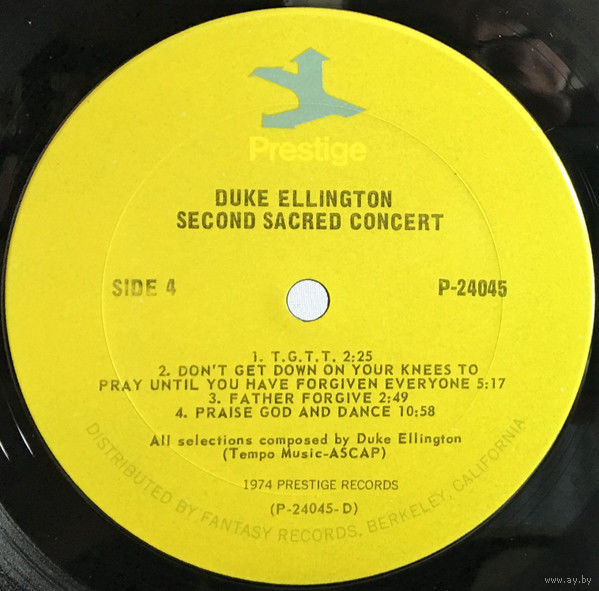 Prestige
DUKE ELLINGTON
SECOND SACRED CONCERT
SIDE 4
P-24045
1. T.G.T.T. 2:25
2. DON'T GET DOWN ON YOUR KNEES TO
PRAY UNTIL YOU HAVE FORGIVEN EVERYONE 5:17
3. FATHER FORGIVE 2:49
4. PRAISE GOD AND DANCE 10:58
All selections composed by Duke Ellington
(Tempo Music-ASCAP)
1974 PRESTIGE RECORDS
(P-24045-D)
DISTRIBUTED BY FANTASY RECORDS, BERKELEY, CALIFORNIA
www.ay.by